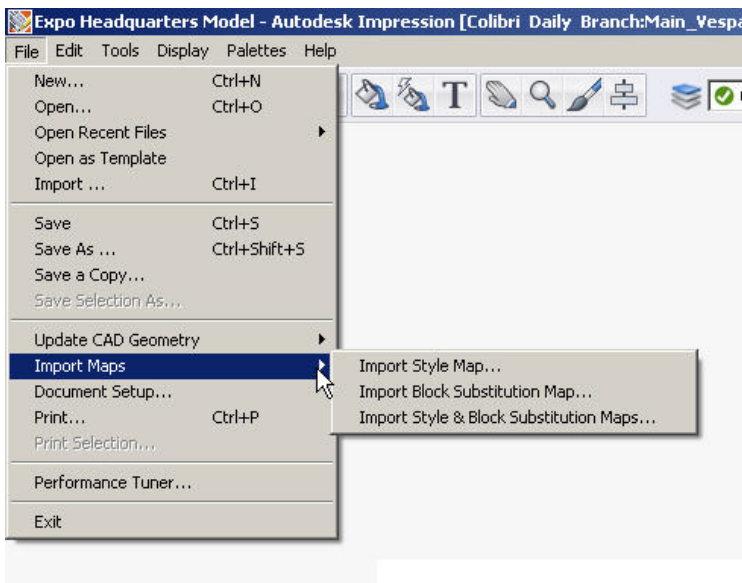 Expo Headquarters Model - Autodesk Impression [Colibri Daily Branch:Main_Vespa
File Edit Tools Display Palettes Help
New... Ctrl+N
Open... Ctrl+O
Open Recent Files
Open as Template
Import ... Ctrl+I
Save Ctrl+S
Save As ... Ctrl+Shift+S
Save a Copy...
Save Selection As...
Update CAD Geometry
Import Maps
Import Style Map...
Import Block Substitution Map...
Import Style & Block Substitution Maps...
Document Setup...
Print... Ctrl+P
Print Selection...
Performance Tuner...
Exit